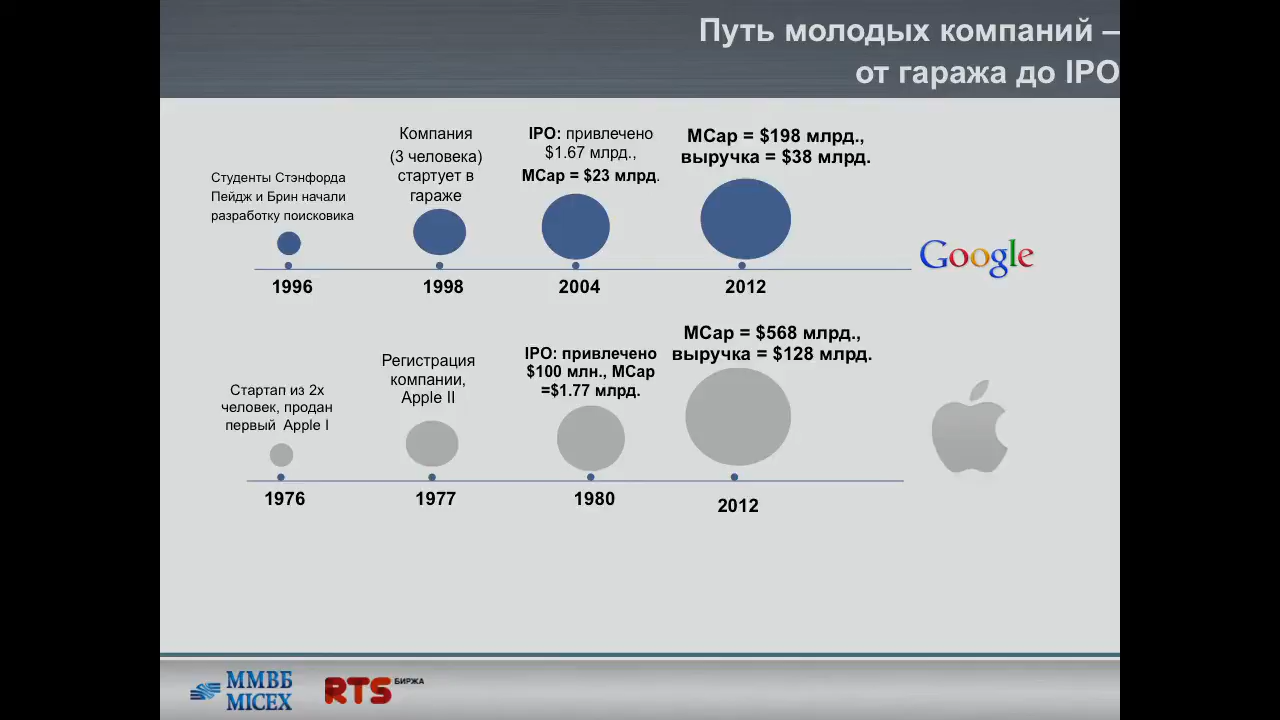 Путь молодых компаний –
от гаража до IPO
Студенты Стэнфорда
Пейдж и Брин начали
разработку поисковика
Компания
(3 человека)
стартует в
гараже
IPO: привлечено
$1.67 млрд.,
MCap = $23 млрд.
MCap = $198 млрд.,
выручка = $38 млрд.
Google
1996
1998
2004
2012
Стартап из 2х
человек, продан
первый Apple I
Регистрация
компании,
Apple II
IPO: привлечено
$100 млн., MCap
=$1.77 млрд.
MCap = $568 млрд.,
выручка = $128 млрд.
1976
1977
1980
2012
ММВБ
MICEX
RTS БИРЖА